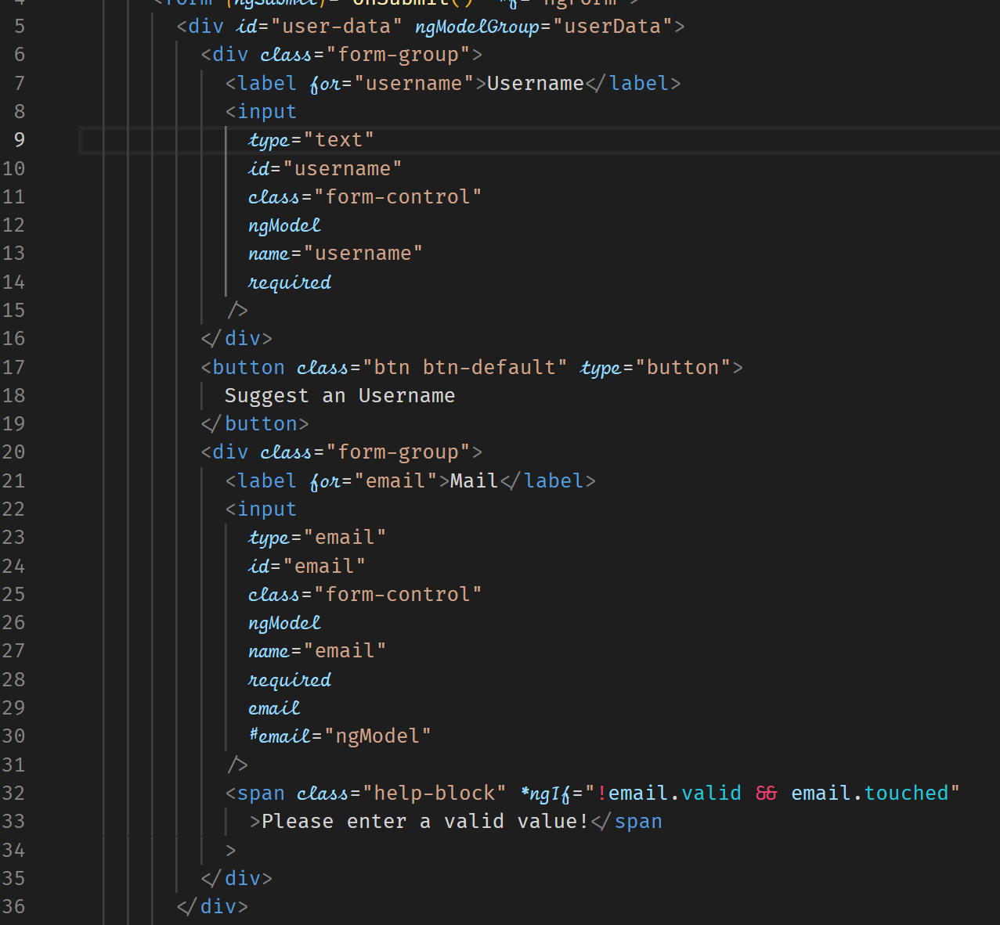 4 <form (ngSubmit)="onSubmit()" #f="ngForm">
5 <div id="user-data" ngModelGroup="userData">
6 <div class="form-group">
7 <label for="username">Username</label>
8 <input
9 type="text"
10 id="username"
11 class="form-control"
12 ngModel
13 name="username"
14 required
15 />
16 </div>
17 <button class="btn btn-default" type="button">
18 Suggest an Username
19 </button>
20 <div class="form-group">
21 <label for="email">Mail</label>
22 <input
23 type="email"
24 id="email"
25 class="form-control"
26 ngModel
27 name="email"
28 required
29 email
30 #email="ngModel"
31 />
32 <span class="help-block" *ngIf="!email.valid && email.touched"
33 >Please enter a valid value!</span
34 >
35 </div>
36 </div>